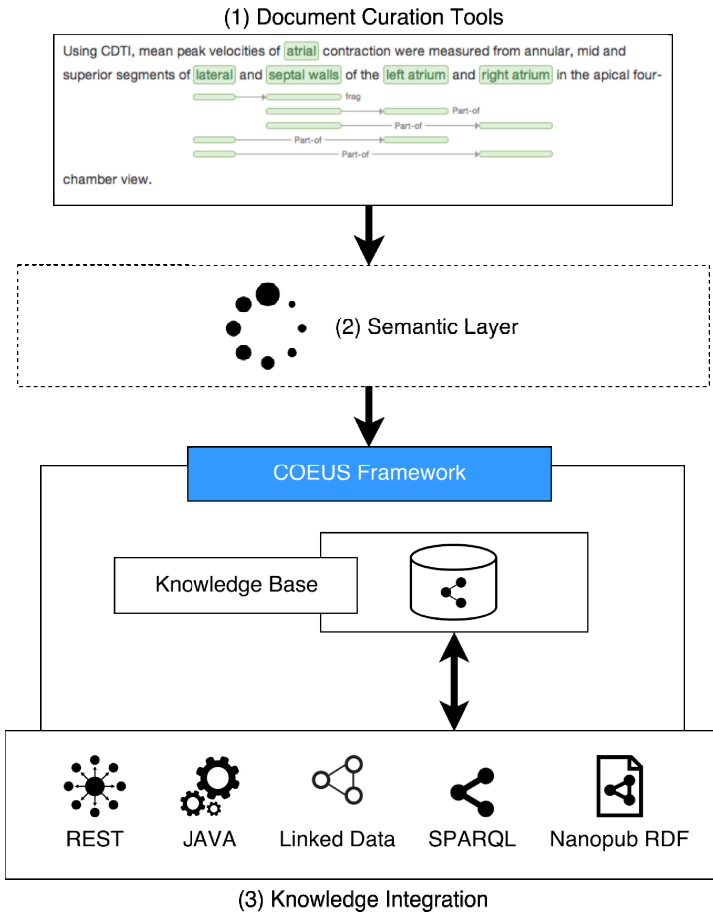 (1) Document Curation Tools
Using CDTI, mean peak velocities of atrial contraction were measured from annular, mid and
superior segments of lateral and septal walls of the left atrium and right atrium in the apical four-
frag
Part-of
Part-of
Part-of
Part-of
chamber view.
(2) Semantic Layer
COEUS Framework
Knowledge Base
REST JAVA Linked Data SPARQL Nanopub RDF
(3) Knowledge Integration